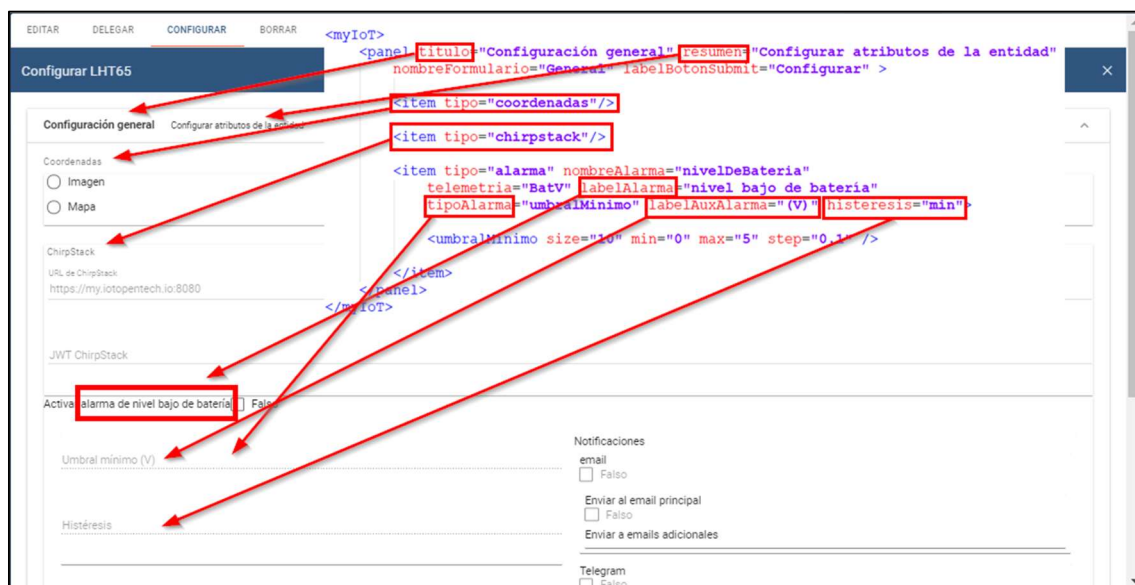 EDITAR DELEGAR CONFIGURAR BORRAR
Configurar LHT65
×
<myIoT>
<panel titulo="Configuración general" resumen="Configurar atributos de la entidad"
nombreFormulario="General" labelBotonSubmit="Configurar" >
<item tipo="coordenadas"/>
<item tipo="chirpstack"/>
<item tipo="alarma" nombreAlarma="nivelDeBateria"
telemetria="BatV" labelAlarma="nivel bajo de batería"
tipoAlarma="umbralMinimo" labelAuxAlarma="(V)" histeresis="min">
<umbralMinimo size="10" min="0" max="5" step="0.1" />
</item>
</panel>
</myIoT>
Configuración general Configurar atributos de la entidad
Coordenadas
Imagen
Mapa
ChirpStack
URL de ChirpStack
https://my.iotopentech.io:8080
JWT ChirpStack
Activar alarma de nivel bajo de batería Falso
Umbral mínimo (V)
Histéresis
Notificaciones
email
Falso
Enviar al email principal
Falso
Enviar a emails adicionales
Telegram
Falso